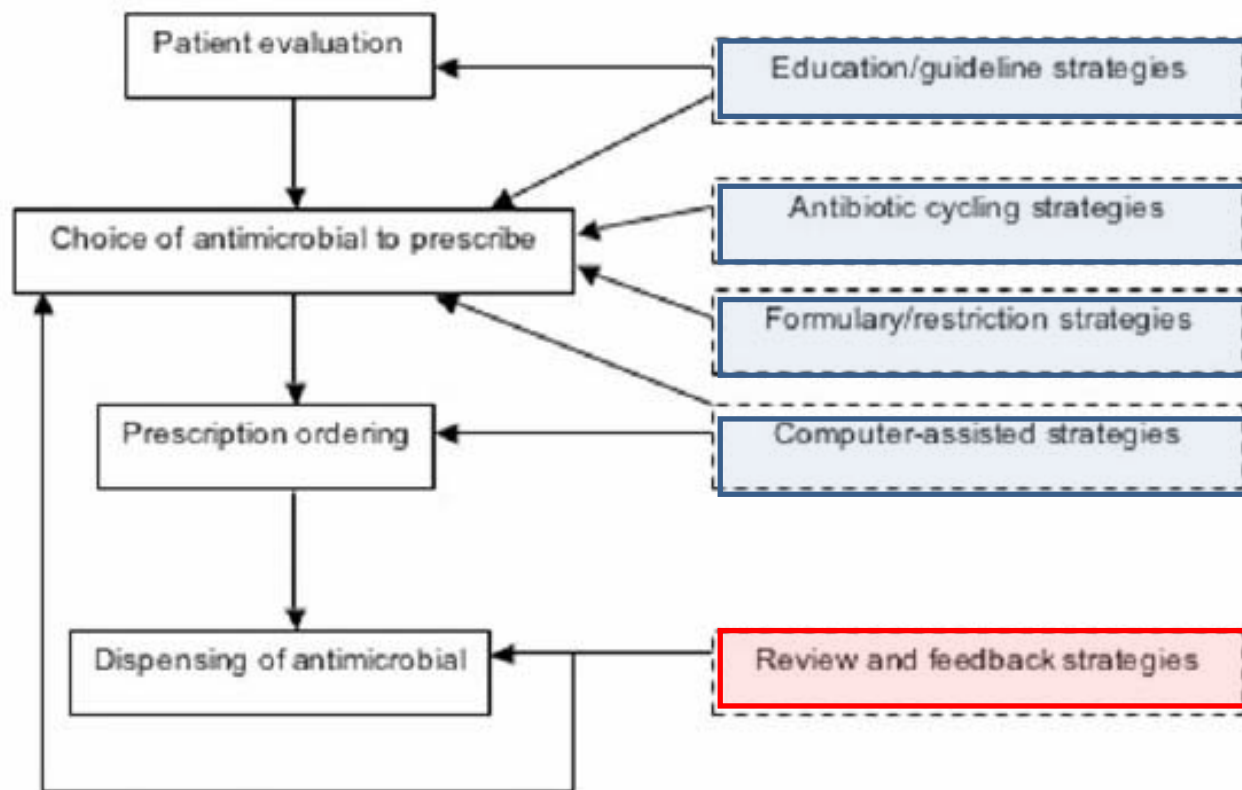 Patient evaluation
Education/guideline strategies
Antibiotic cycling strategies
Choice of antimicrobial to prescribe
Formulary/restriction strategies
Prescription ordering
Computer-assisted strategies
Dispensing of antimicrobial
Review and feedback strategies